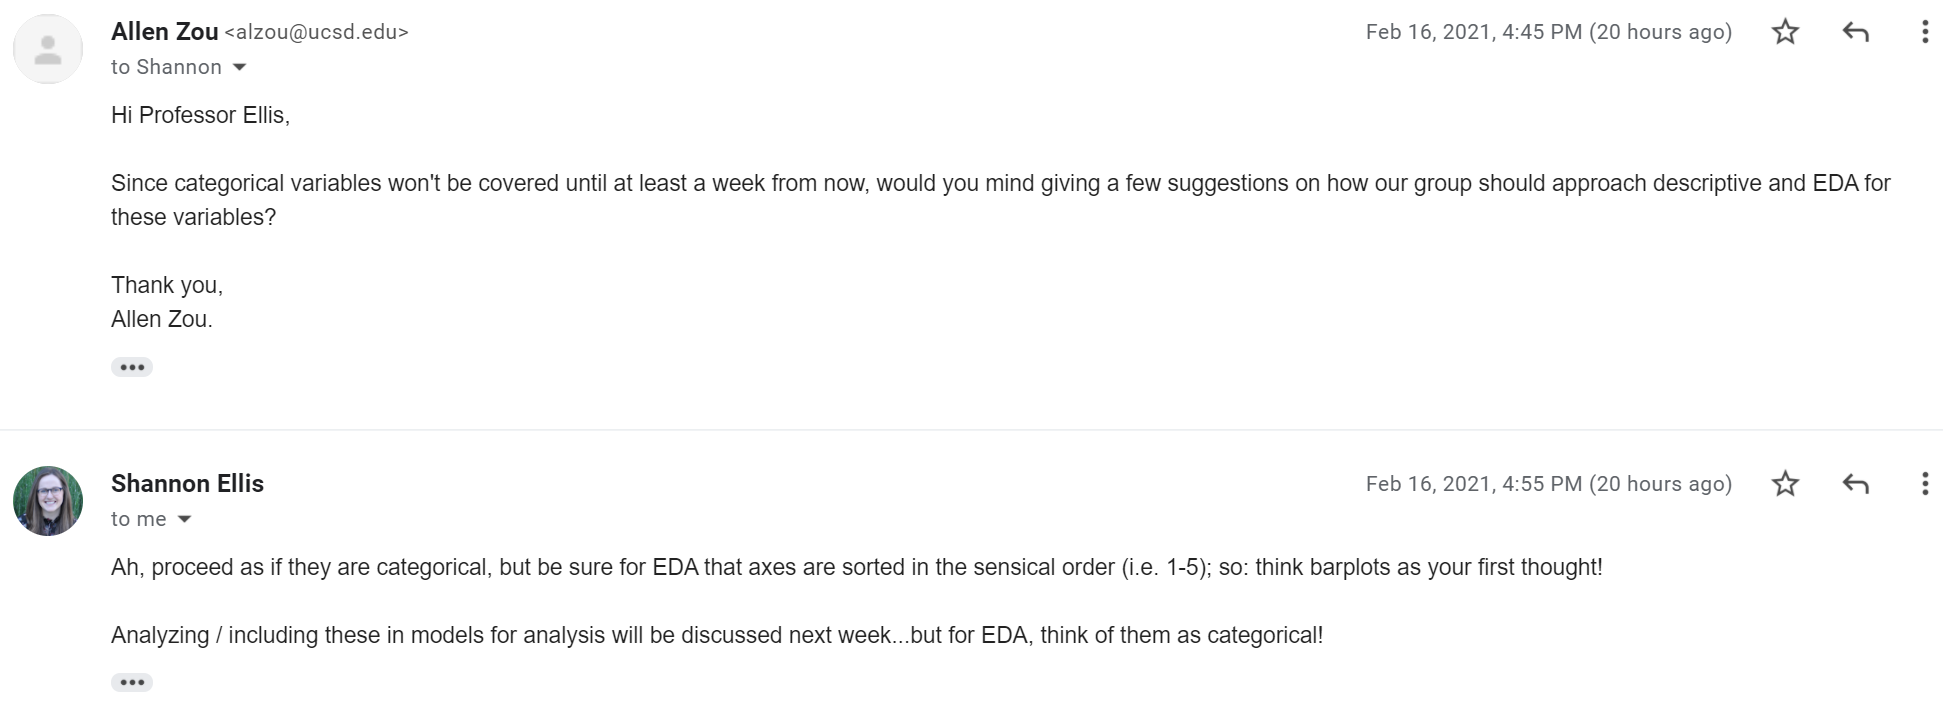 Allen Zou <alzou@ucsd.edu>
Feb 16, 2021, 4:45 PM (20 hours ago)
to Shannon
Hi Professor Ellis,
Since categorical variables won't be covered until at least a week from now, would you mind giving a few suggestions on how our group should approach descriptive and EDA for
these variables?
Thank you,
Allen Zou.
Shannon Ellis
Feb 16, 2021, 4:55 PM (20 hours ago)
to me
Ah, proceed as if they are categorical, but be sure for EDA that axes are sorted in the sensical order (i.e. 1-5); so: think barplots as your first thought!
Analyzing / including these in models for analysis will be discussed next week...but for EDA, think of them as categorical!